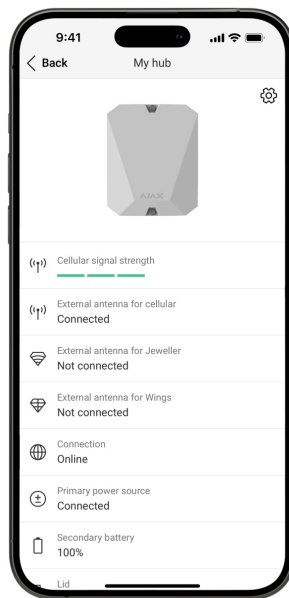 9:41
Back
My hub
AJAX
Cellular signal strength
External antenna for cellular
Connected
External antenna for Jeweller
Not connected
External antenna for Wings
Not connected
Connection
Online
Primary power source
Connected
Secondary battery
100%
Lid